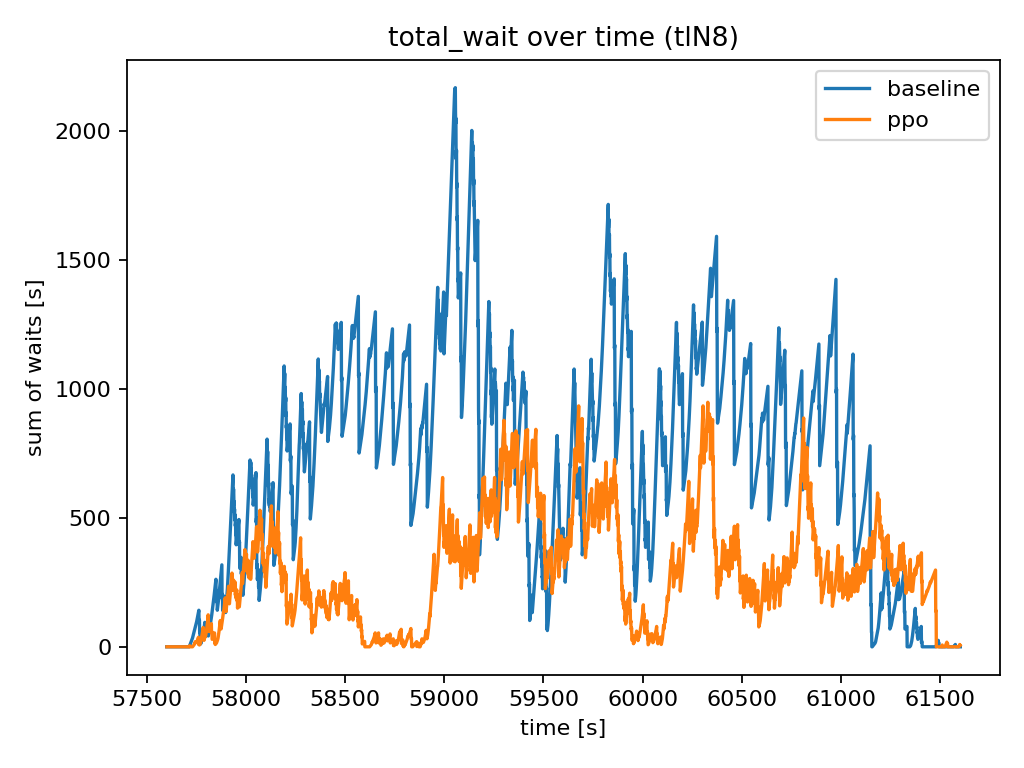 total_wait over time (tlN8)
baseline
ppo
sum of waits [s]
2000
1500
1000
500
0
57500 58000 58500 59000 59500 60000 60500 61000 61500
time [s]